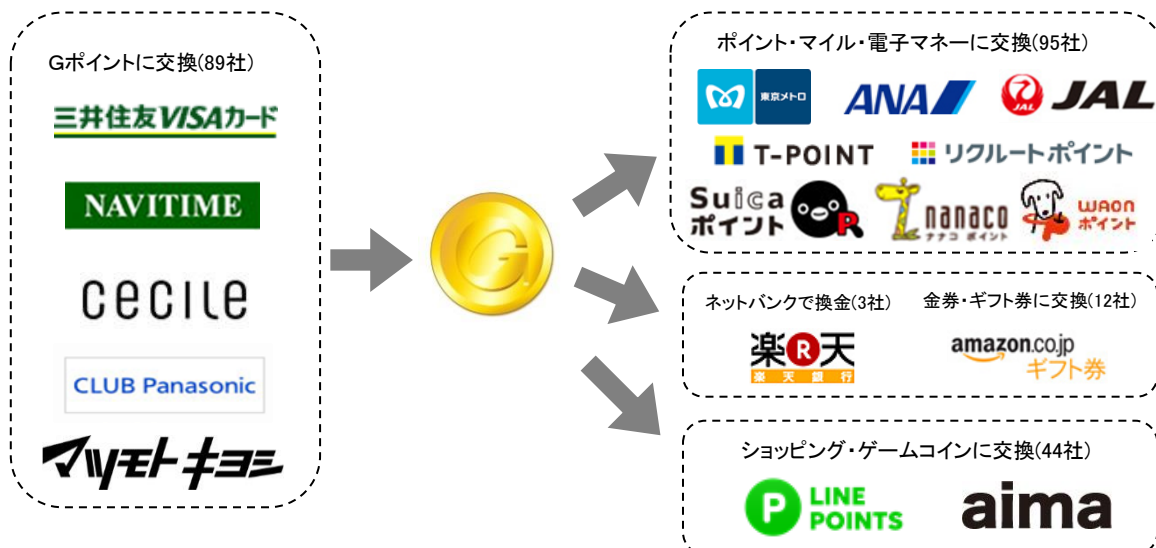 Gポイントに交換(89社)
三井住友VISAカード
NAVITIME
cecile
CLUB Panasonic
マツモトキヨシ
G
ポイント・マイル・電子マネーに交換(95社)
東京メトロ
ANA
JAL
JAL
T-POINT
リクルートポイント
Suica
ポイント
R
nanaco
ナナコ ポイント
WAON
ポイント
ネットバンクで換金(3社)
金券・ギフト券に交換(12社)
楽R天
楽天銀行
amazon.co.jp
ギフト券
ショッピング・ゲームコインに交換(44社)
P
LINE
POINTS
aima